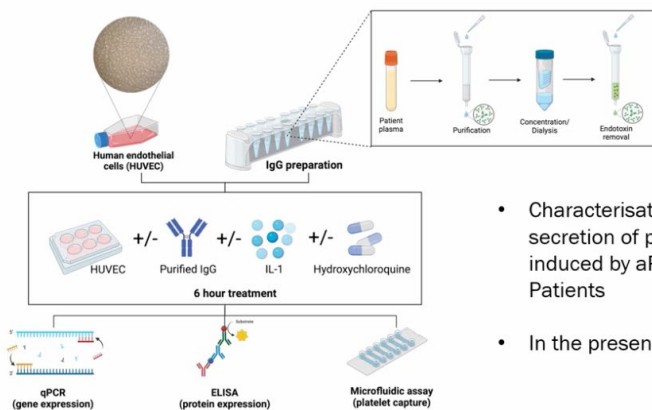 Patient
plasma
Purification
Concentration/
Dialysis
Endotoxin
removal
Human endothelial
cells (HUVEC)
IgG preparation
+/-
+/-
+/-
HUVEC
Purified IgG
IL-1
Hydroxychloroquine
6 hour treatment
qPCR
(gene expression)
ELISA
(protein expression)
Microfluidic assay
(platelet capture)
• Characterisat
secretion of p
induced by aP
Patients
• In the presen